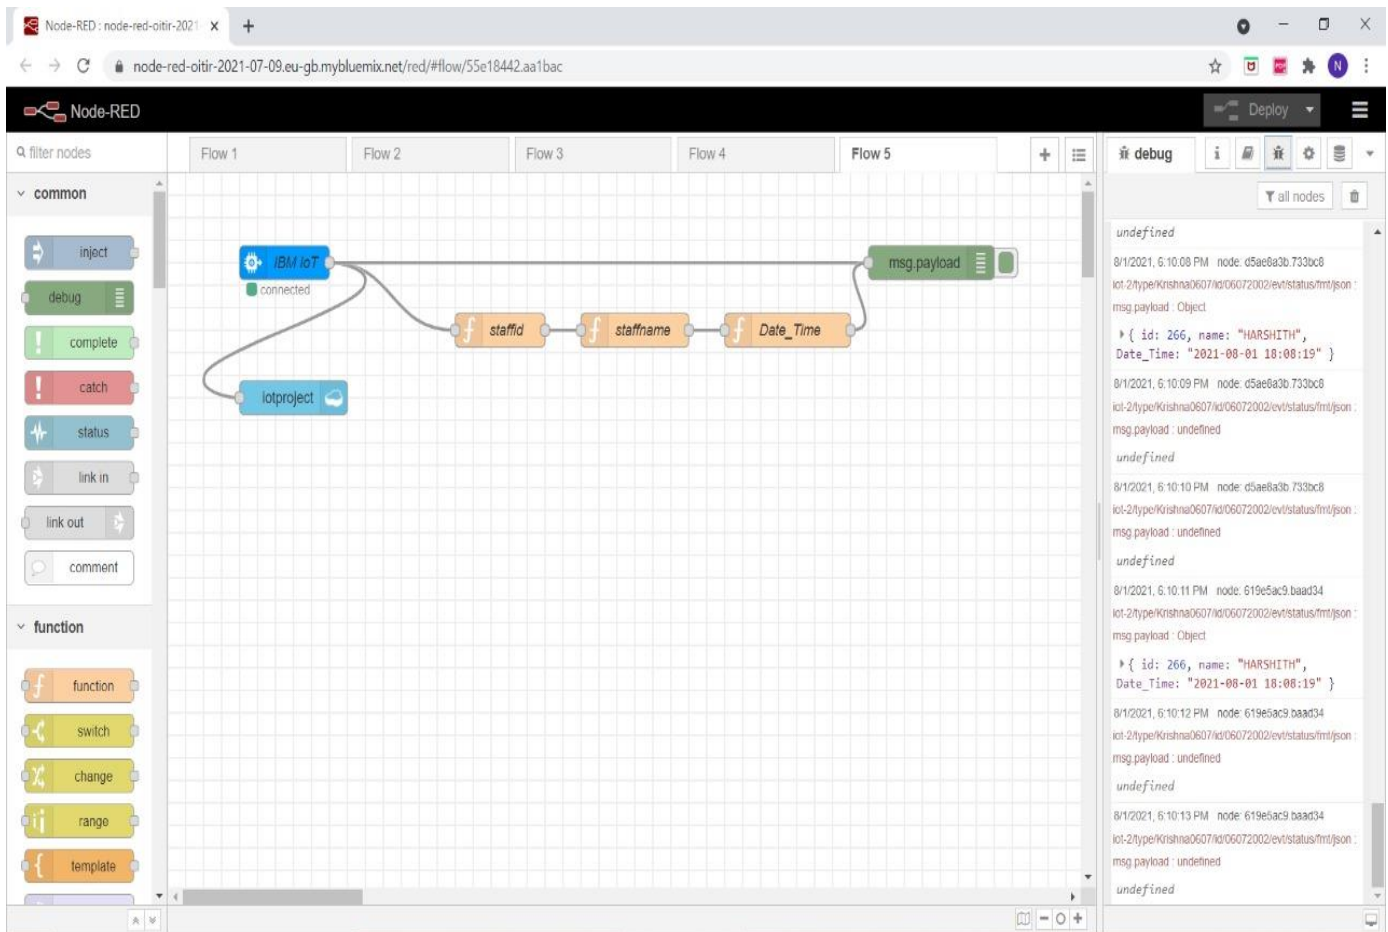 Node-RED : node-red-oitir-2021
node-red-oitir-2021-07-09.eu-gb.mybluemix.net/red/#flow/55e18442.aa1bac
N
Node-RED
Deploy
filter nodes
Flow 1
Flow 2
Flow 3
Flow 4
Flow 5
debug
i
all nodes
common
inject
debug
complete
catch
status
link in
link out
comment
function
function
switch
change
range
template
IBM IoT
connected
msg.payload
staffid
staffname
Date_Time
iotproject
undefined
8/1/2021, 6:10:08 PM node: d5ae8a3b.733bc8
iot-2/type/Krishna0607/id/06072002/evt/status/fmt/json :
msg.payload : Object
{ id: 266, name: "HARSHITH",
Date_Time: "2021-08-01 18:08:19" }
8/1/2021, 6:10:09 PM node: d5ae8a3b.733bc8
iot-2/type/Krishna0607/id/06072002/evt/status/fmt/json :
msg.payload : undefined
undefined
8/1/2021, 6:10:10 PM node: d5ae8a3b.733bc8
iot-2/type/Krishna0607/id/06072002/evt/status/fmt/json :
msg.payload : undefined
undefined
8/1/2021, 6:10:11 PM node: 619e5ac9.baad34
iot-2/type/Krishna0607/id/06072002/evt/status/fmt/json :
msg.payload : Object
{ id: 266, name: "HARSHITH",
Date_Time: "2021-08-01 18:08:19" }
8/1/2021, 6:10:12 PM node: 619e5ac9.baad34
iot-2/type/Krishna0607/id/06072002/evt/status/fmt/json :
msg.payload : undefined
undefined
8/1/2021, 6:10:13 PM node: 619e5ac9.baad34
iot-2/type/Krishna0607/id/06072002/evt/status/fmt/json :
msg.payload : undefined
undefined